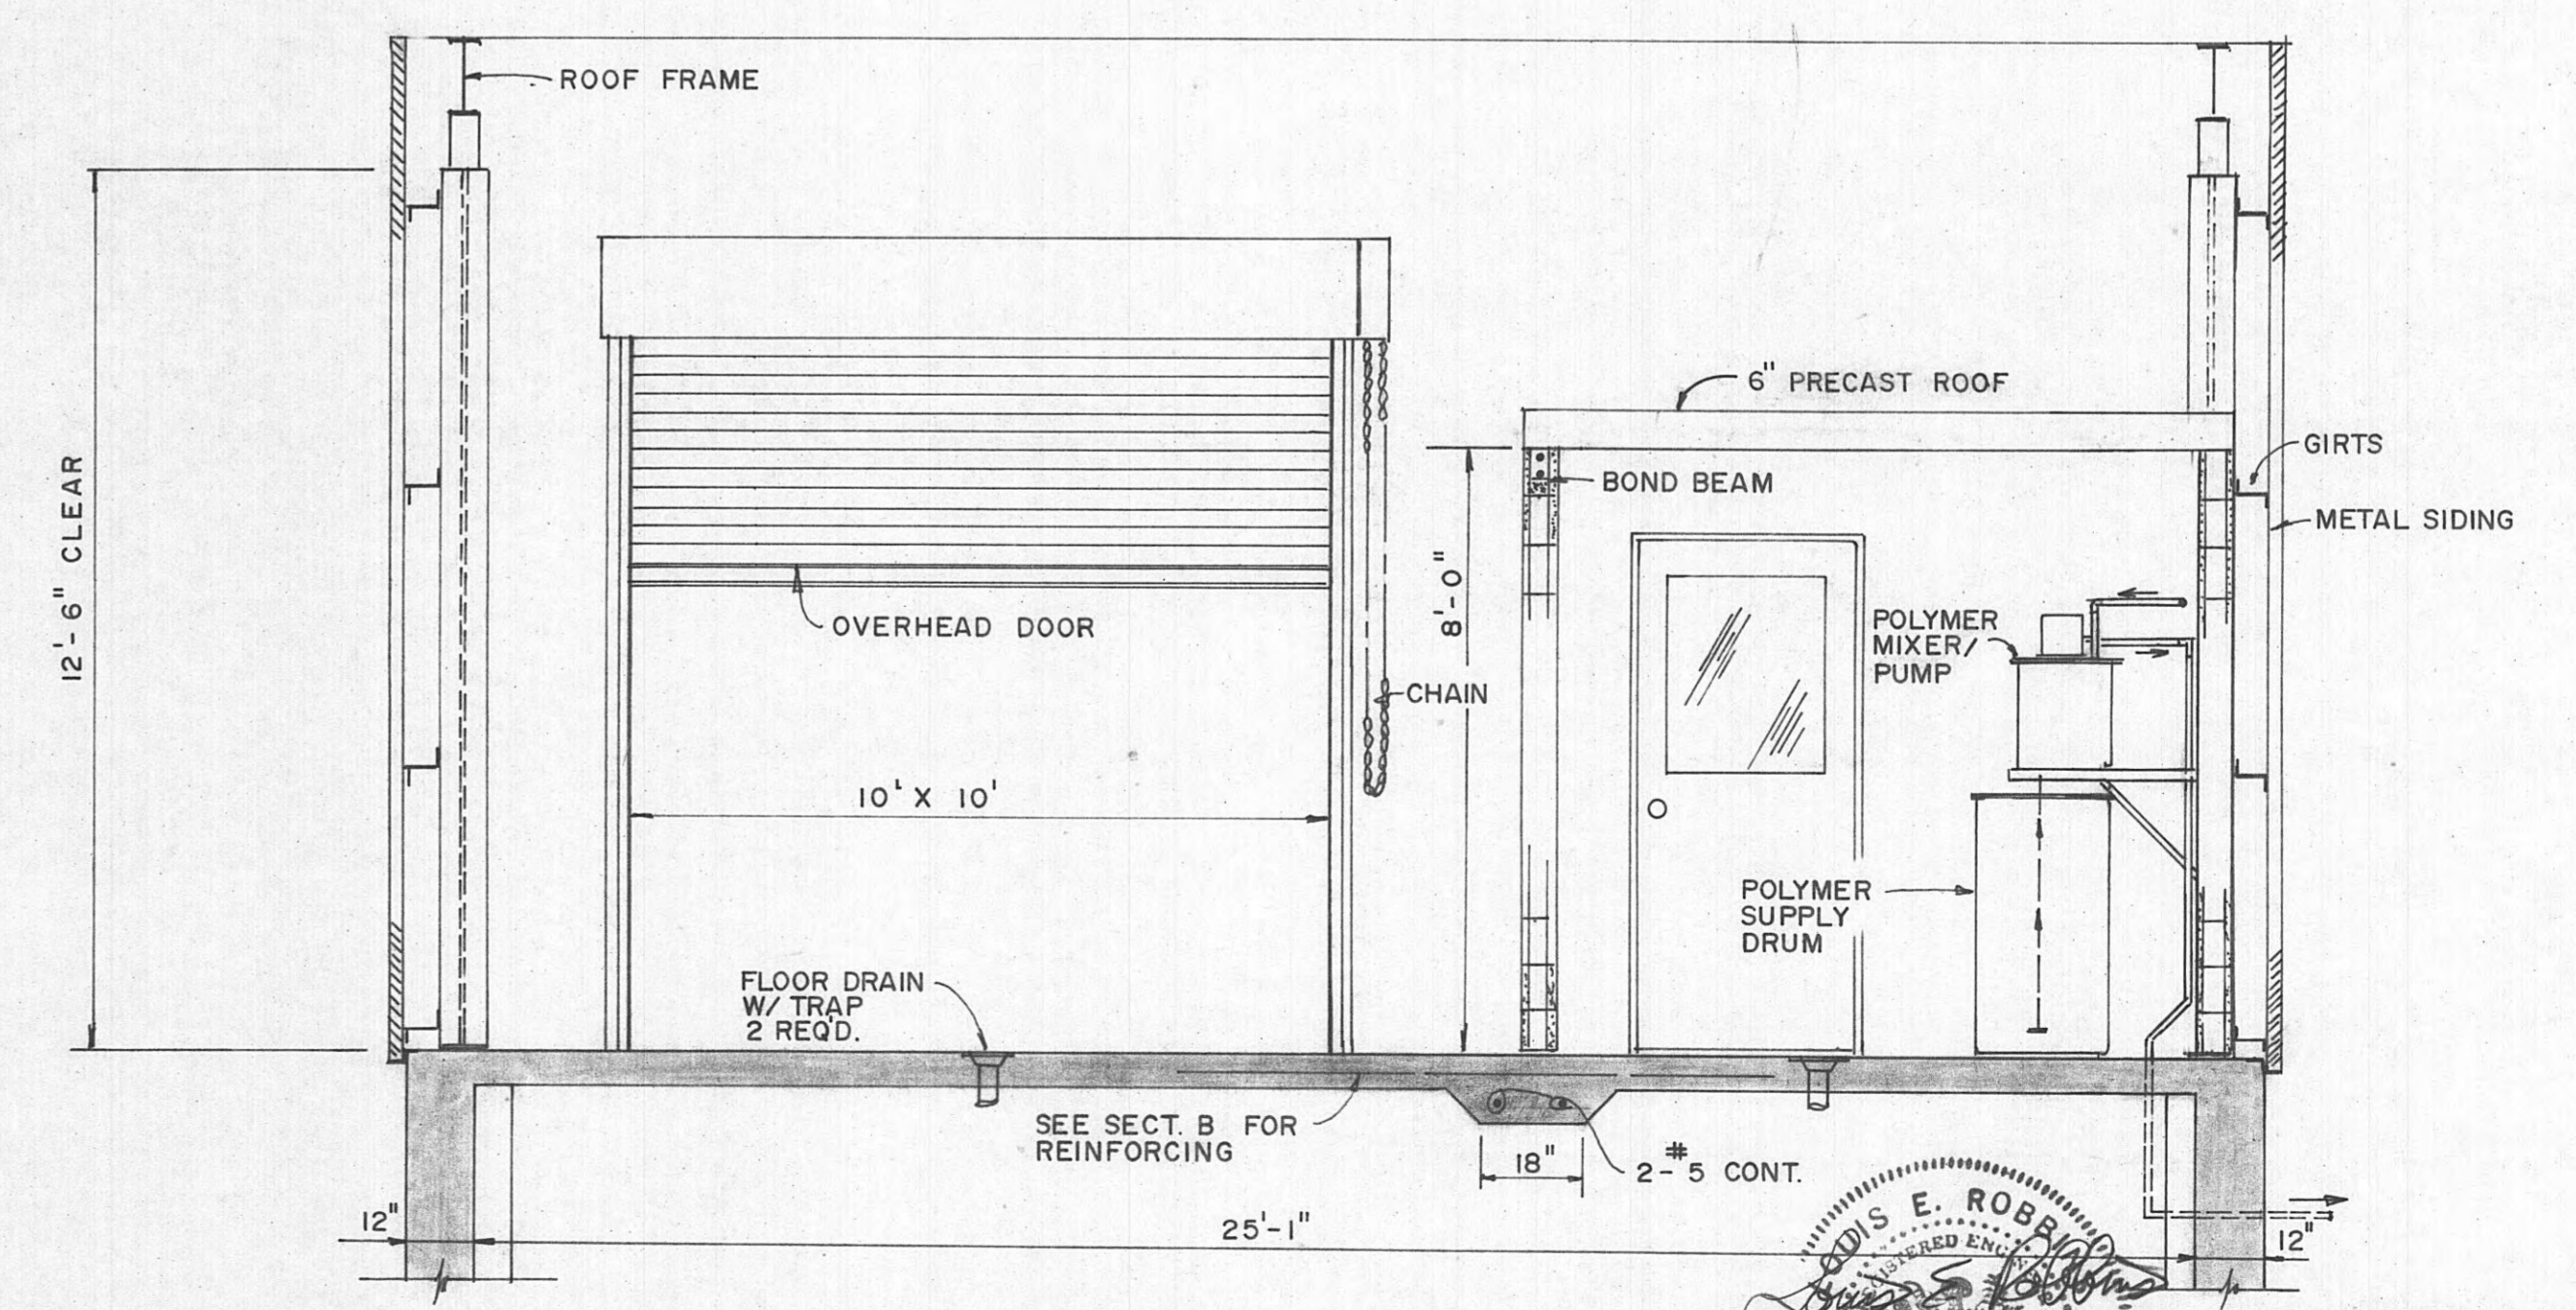 ROOF FRAME
12'-6" CLEAR
6" PRECAST ROOF
GIRTS
BOND BEAM
METAL SIDING
8'-0"
OVERHEAD DOOR
POLYMER
MIXER/
PUMP
CHAIN
10' X 10'
POLYMER
SUPPLY
DRUM
FLOOR DRAIN
W/ TRAP
2 REQ'D.
SEE SECT. B FOR
REINFORCING
18"
2-#5 CONT.
12"
25'-1"
12"
ODIS E. ROBB